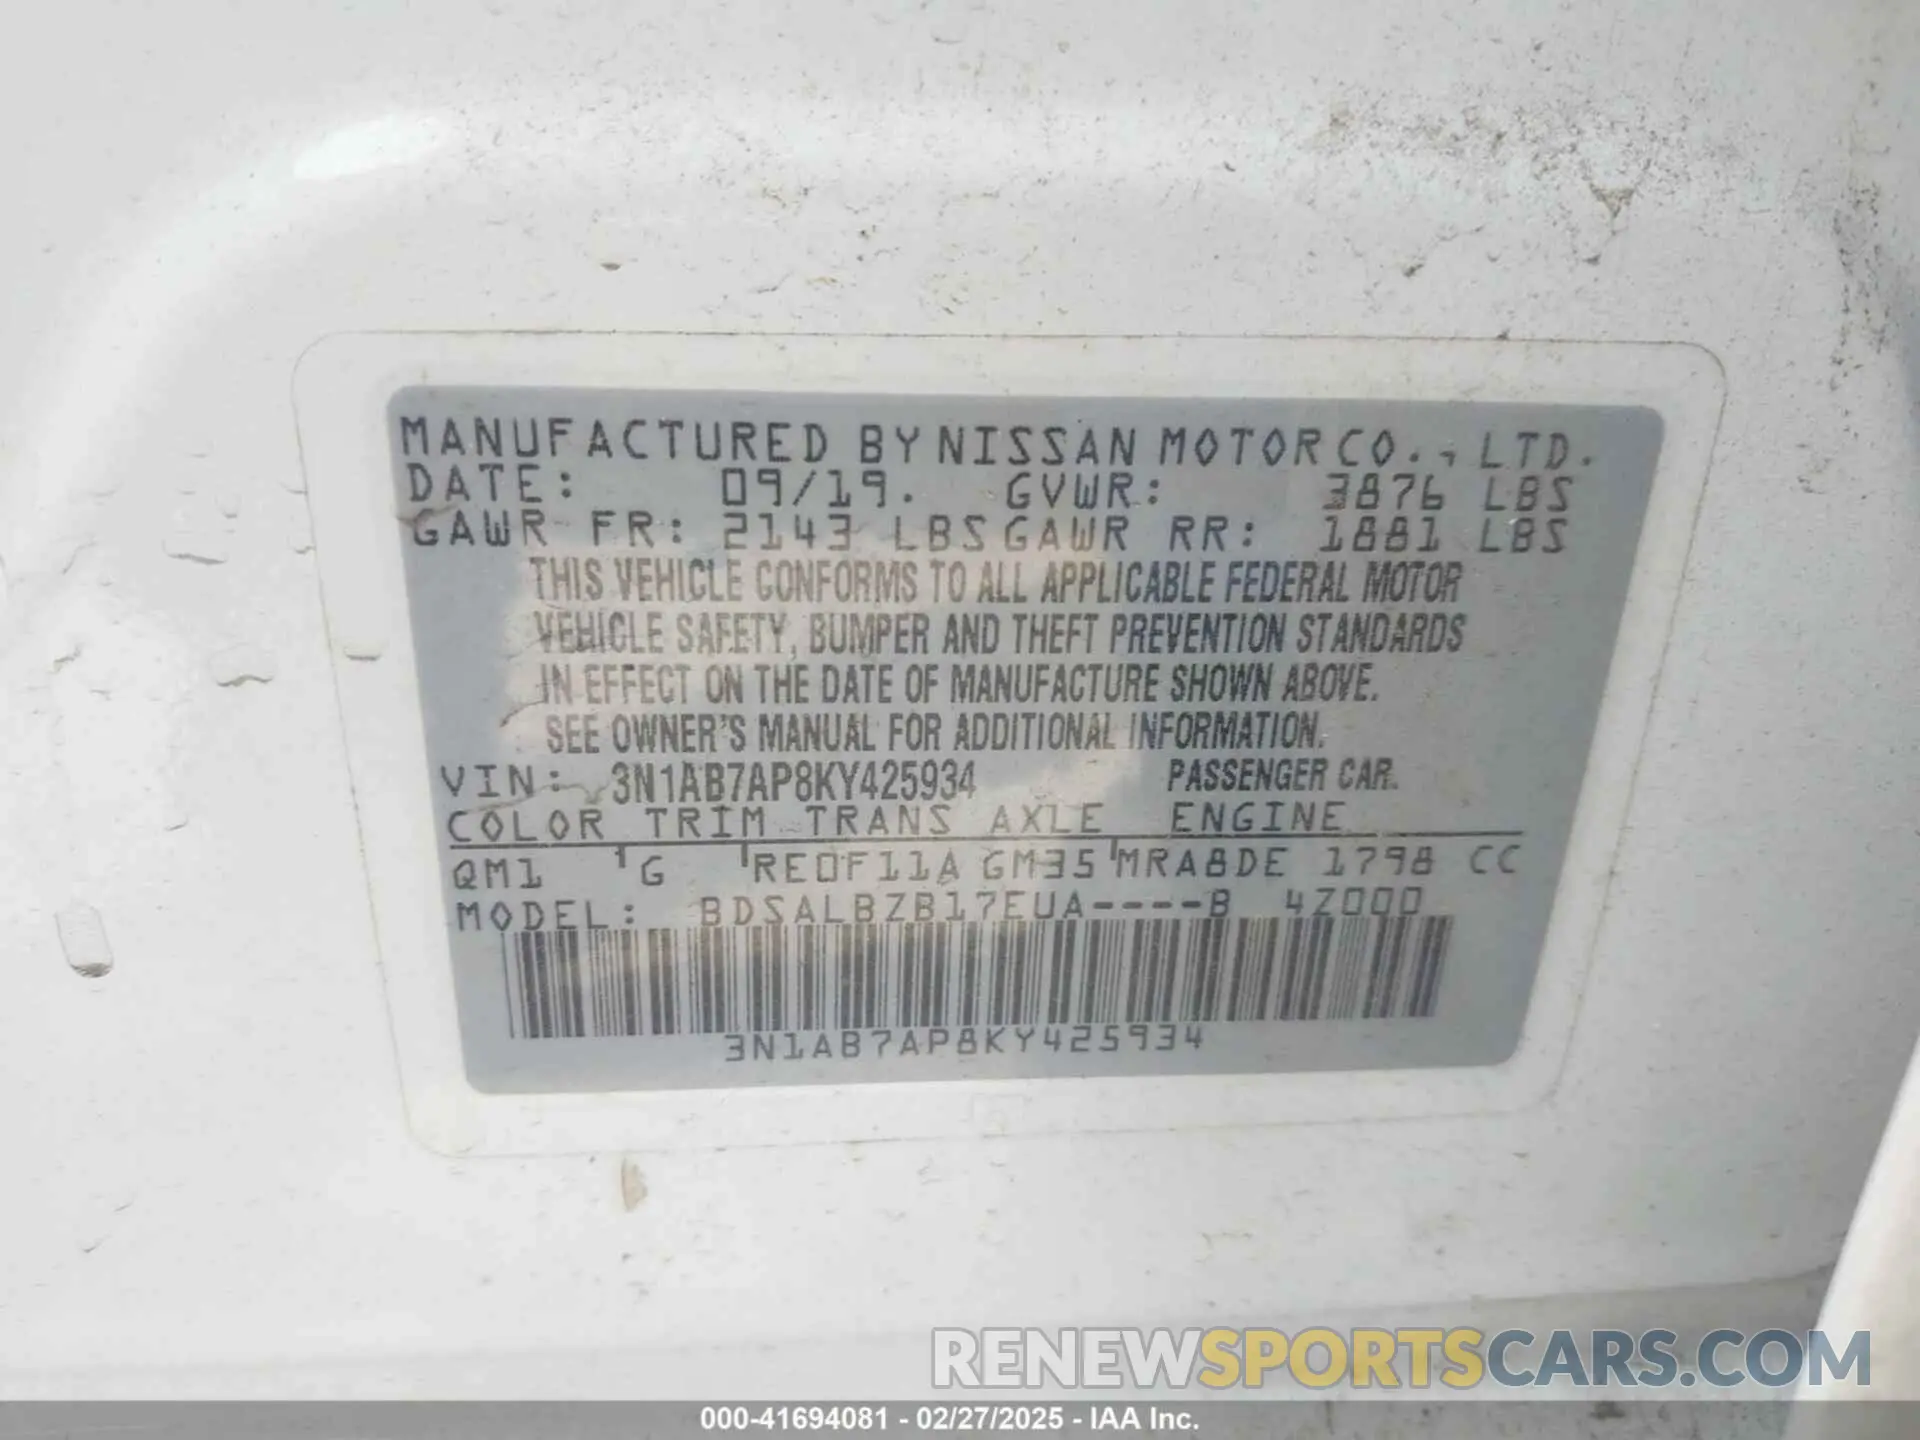 MANUFACTURED BY NISSAN MOTOR CO., LTD.
DATE: 09/19. GVWR: 3876 LBS
GAWR FR: 2143 LBS GAWR RR: 1881 LBS
THIS VEHICLE CONFORMS TO ALL APPLICABLE FEDERAL MOTOR
VEHICLE SAFETY, BUMPER AND THEFT PREVENTION STANDARDS
IN EFFECT ON THE DATE OF MANUFACTURE SHOWN ABOVE.
SEE OWNER'S MANUAL FOR ADDITIONAL INFORMATION.
VIN: 3N1AB7AP8KY425934 PASSENGER CAR.
COLOR TRIM TRANS AXLE ENGINE
QM1 G RE0F11A GM35 MRA8DE 1798 CC
MODEL: BDSALBZB17EUA----B 4Z000
3N1AB7AP8KY425934
RENEWSPORTSCARS.COM
000-41694081 - 02/27/2025 - IAA Inc.